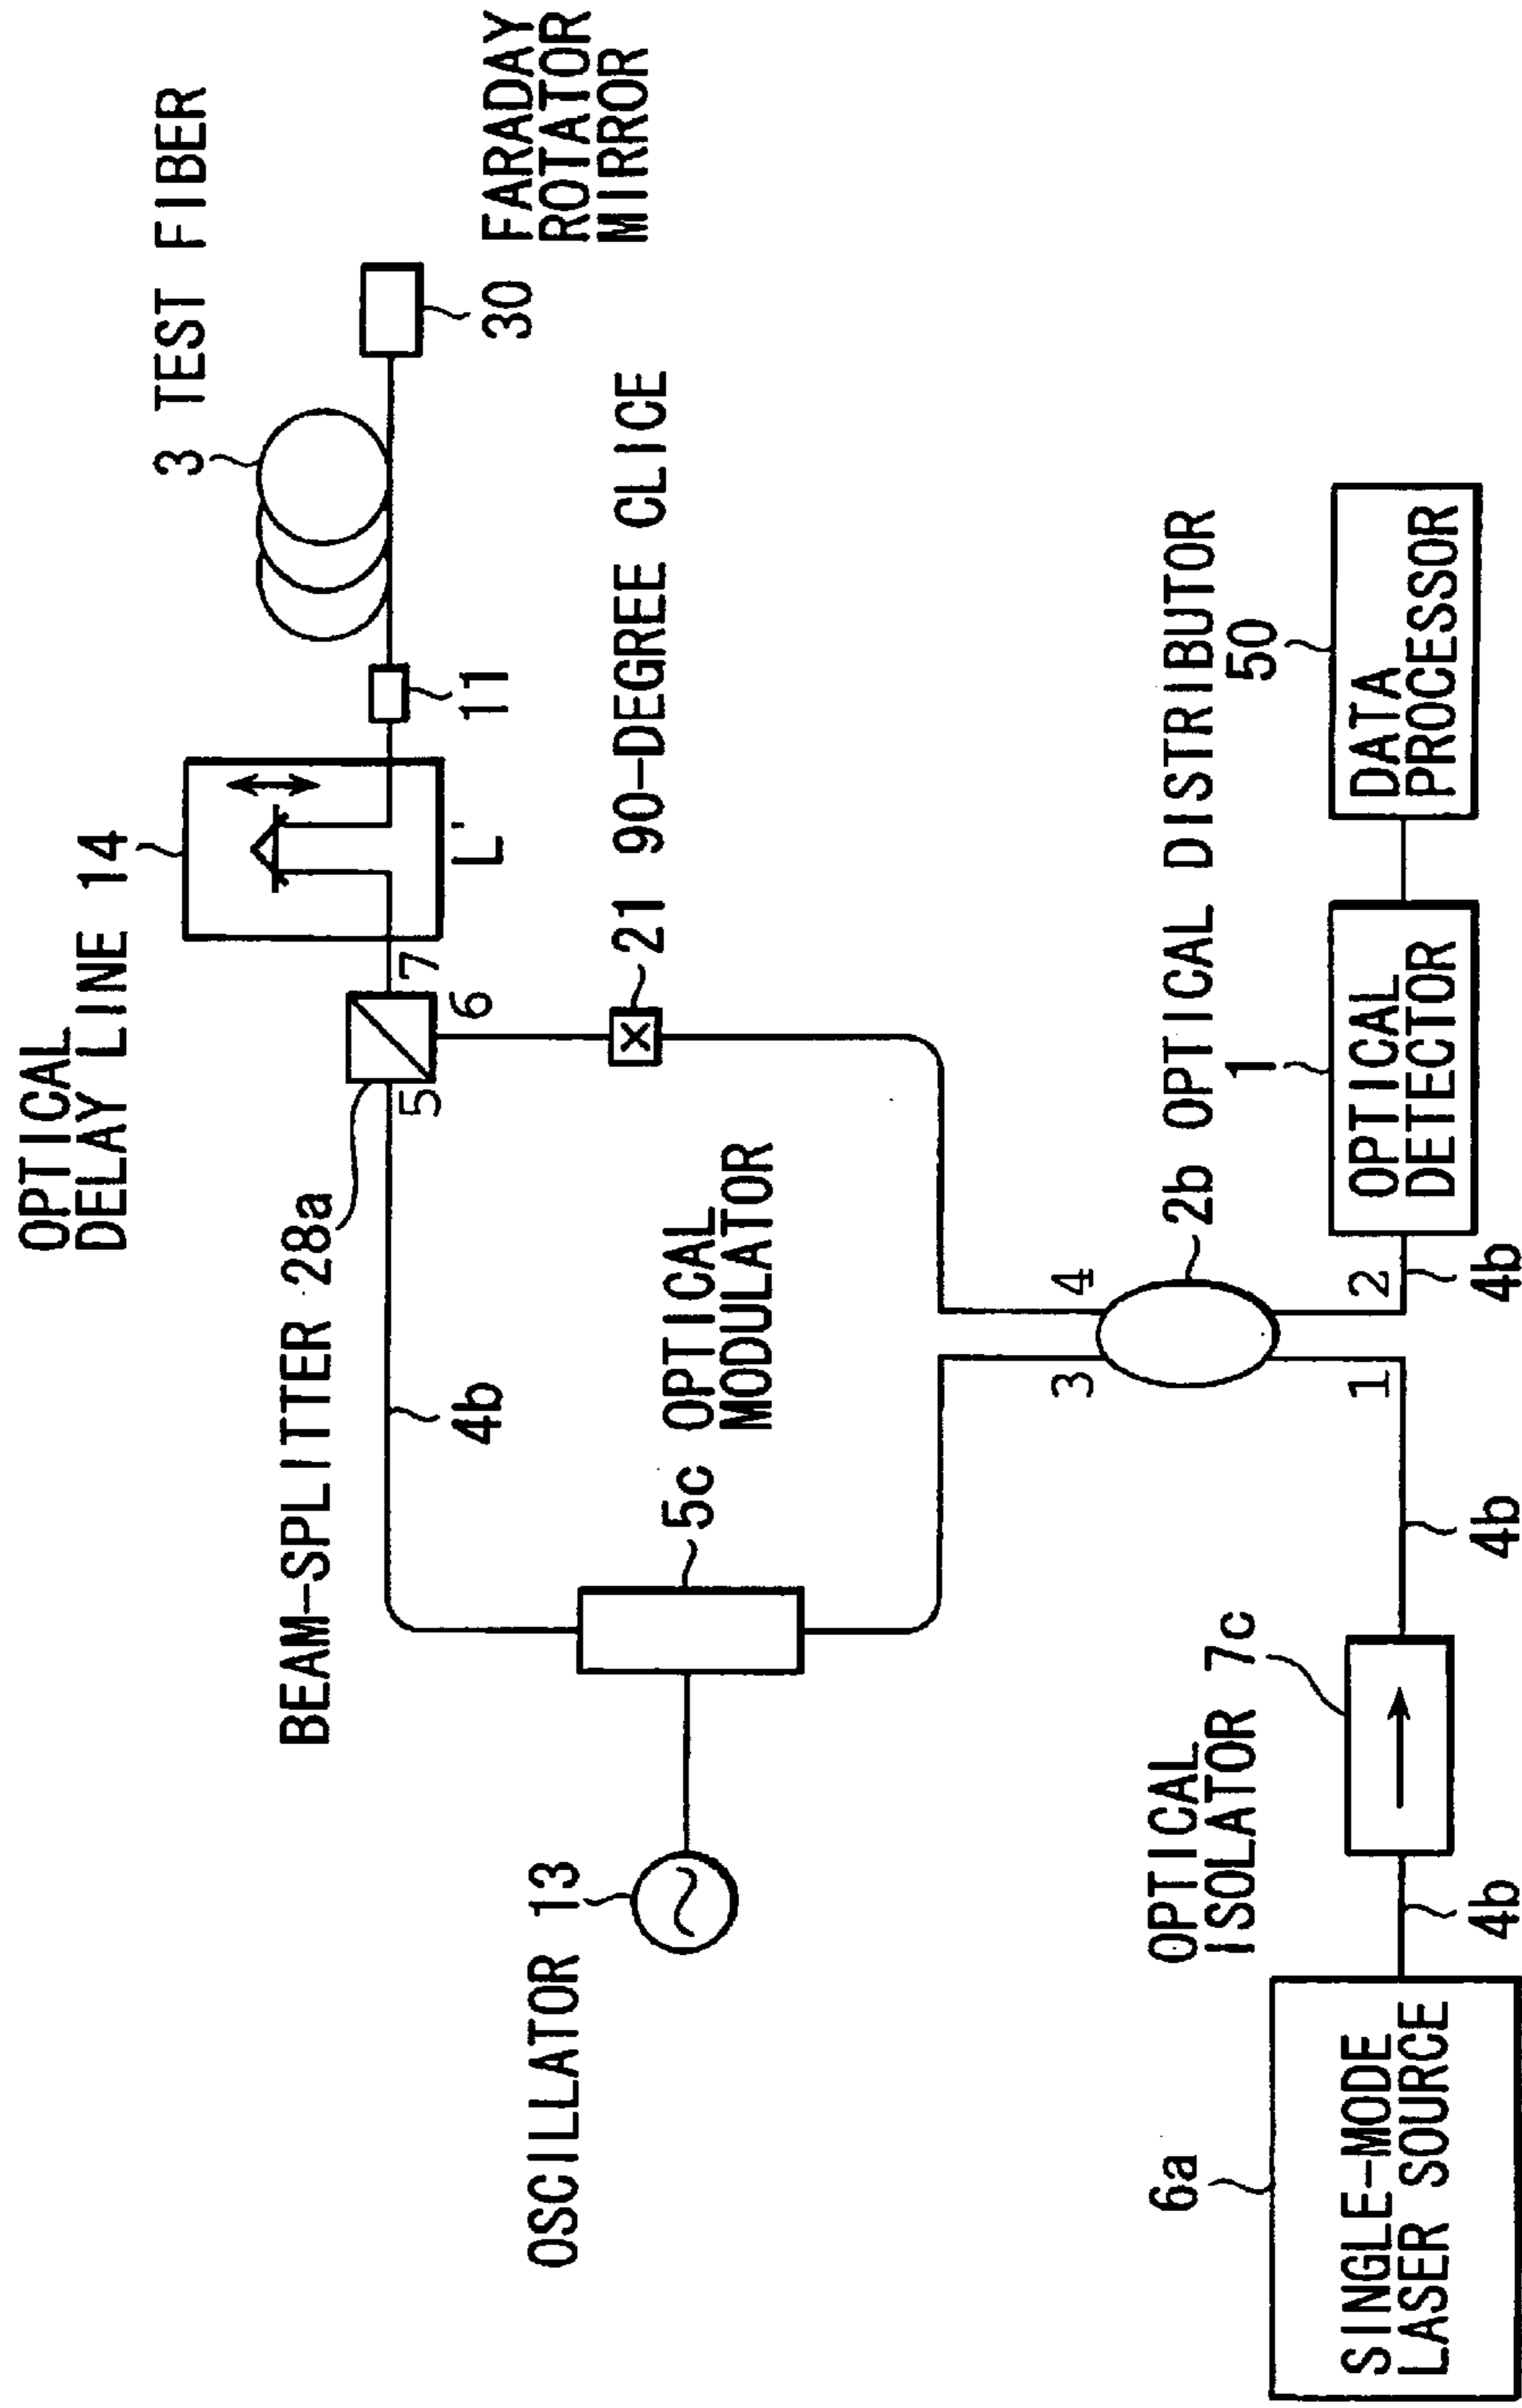 OPTICAL
DELAY LINE 14
3 TEST FIBER
BEAM-SPLITTER 28a
5
7
6
L'
11
30 FARADAY
ROTATOR
MIRROR
4b
OSCILLATOR 13
5c OPTICAL
MODULATOR
21 90-DEGREE CLICE
3
4
2b OPTICAL DISTRIBUTOR
OPTICAL
ISOLATOR 7c
6a
1
50
1
2
SINGLE-MODE
LASER SOURCE
OPTICAL
DETECTOR
DATA
PROCESSOR
4b
4b
4b